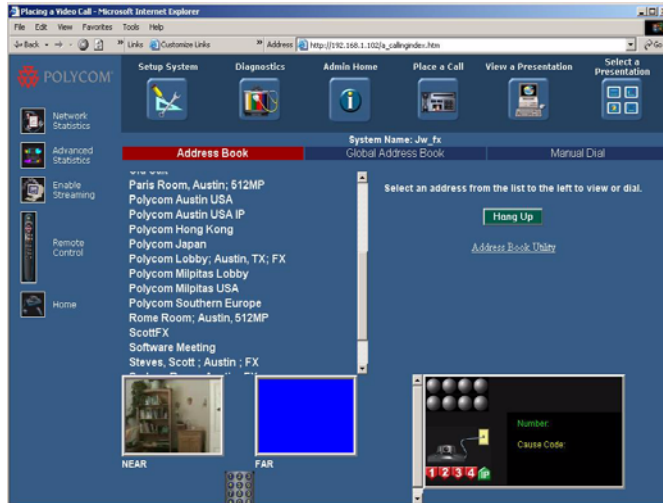 Placing a Video Call - Microsoft Internet Explorer
File Edit View Favorites Tools Help
Back
Links Customize Links
Address http://192.168.1.102/a_callingindex.htm
Go
POLYCOM
Setup System
Diagnostics
Admin Home
Place a Call
View a Presentation
Select a Presentation
Network Statistics
Advanced Statistics
Enable Streaming
Remote Control
Home
System Name: Jw_fx
Address Book
Global Address Book
Manual Dial
Paris Room, Austin; 512MP
Polycom Austin USA
Polycom Austin USA IP
Polycom Hong Kong
Polycom Japan
Polycom Lobby; Austin, TX; FX
Polycom Milpitas Lobby
Polycom Milpitas USA
Polycom Southern Europe
Rome Room; Austin, 512MP
ScottFX
Software Meeting
Steves, Scott ; Austin ; FX
Select an address from the list to the left to view or dial.
Hang Up
Address Book Utility
NEAR
FAR
Number:
Cause Code:
1 2 3 4 IP